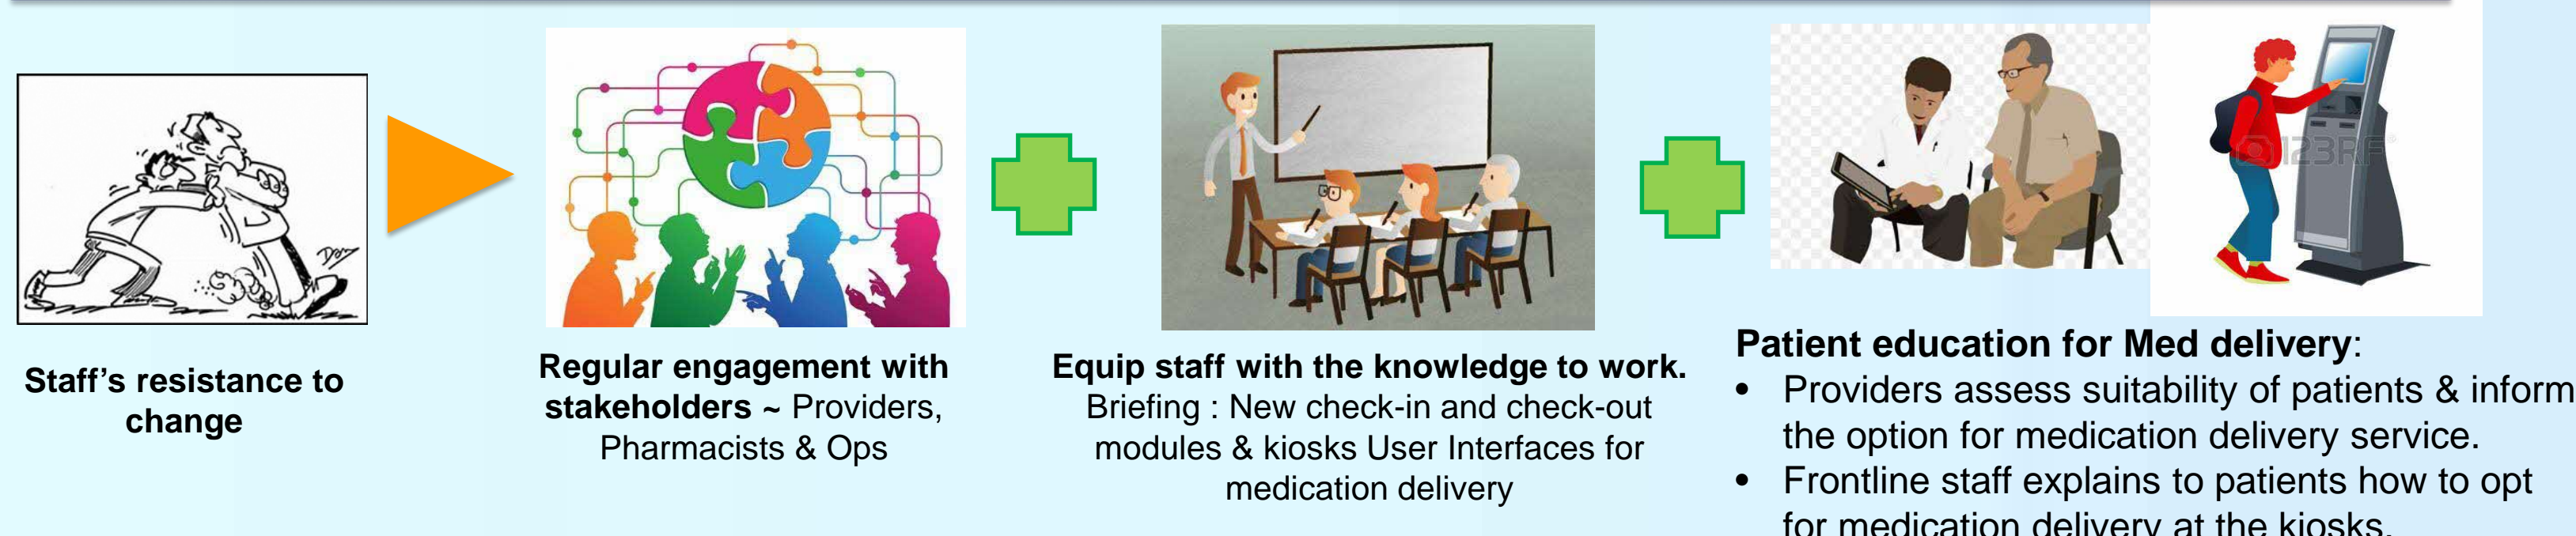 Staff’s resistance to
change
Regular engagement with
stakeholders ~ Providers,
Pharmacists & Ops
Equip staff with the knowledge to work.
Briefing : New check-in and check-out
modules & kiosks User Interfaces for
medication delivery
123RF
Patient education for Med delivery:
• Providers assess suitability of patients & inform
the option for medication delivery service.
• Frontline staff explains to patients how to opt
for medication delivery at the kiosks.